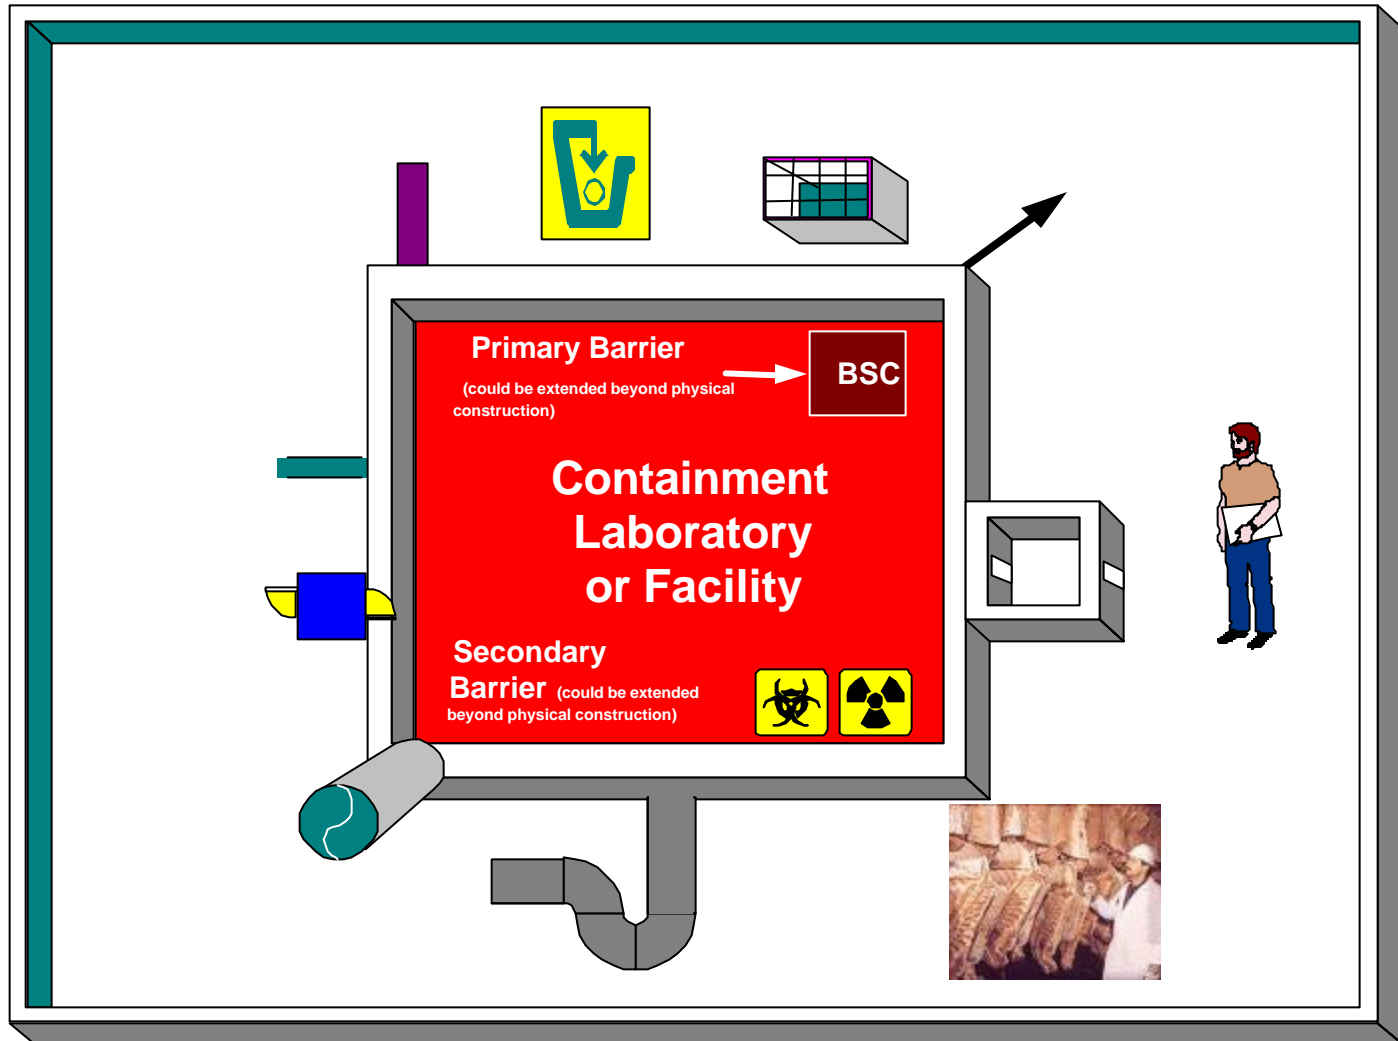 Primary Barrier
(could be extended beyond physical
construction)
BSC
Containment
Laboratory
or Facility
Secondary
Barrier (could be extended
beyond physical construction)